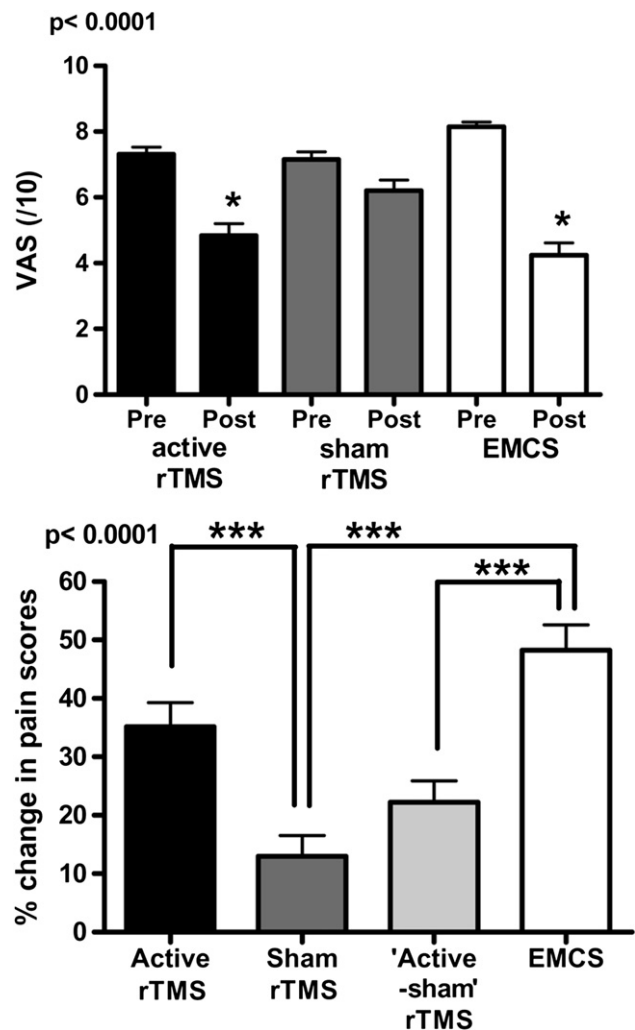 p< 0.0001
VAS (/10)
10
8
6
4
2
0
*
*
Pre Post Pre Post Pre Post
active sham EMCS
rTMS rTMS
p< 0.0001
*** ***
***
% change in pain scores
60
50
40
30
20
10
0
Active Sham 'Active EMCS
rTMS rTMS -sham'
rTMS